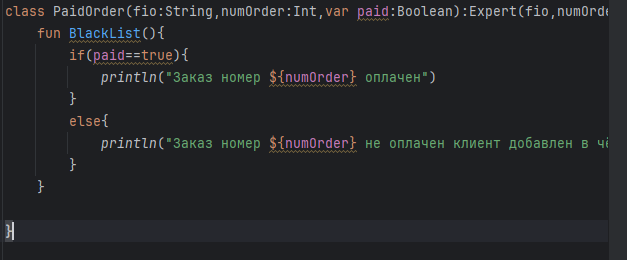 class PaidOrder(fio:String,numOrder:Int,var paid:Boolean):Expert(fio,numOrde
fun BlackList(){
if(paid==true){
println("Заказ номер ${numOrder} оплачен")
}
else{
println("Заказ номер ${numOrder} не оплачен клиент добавлен в чё
}
}
}